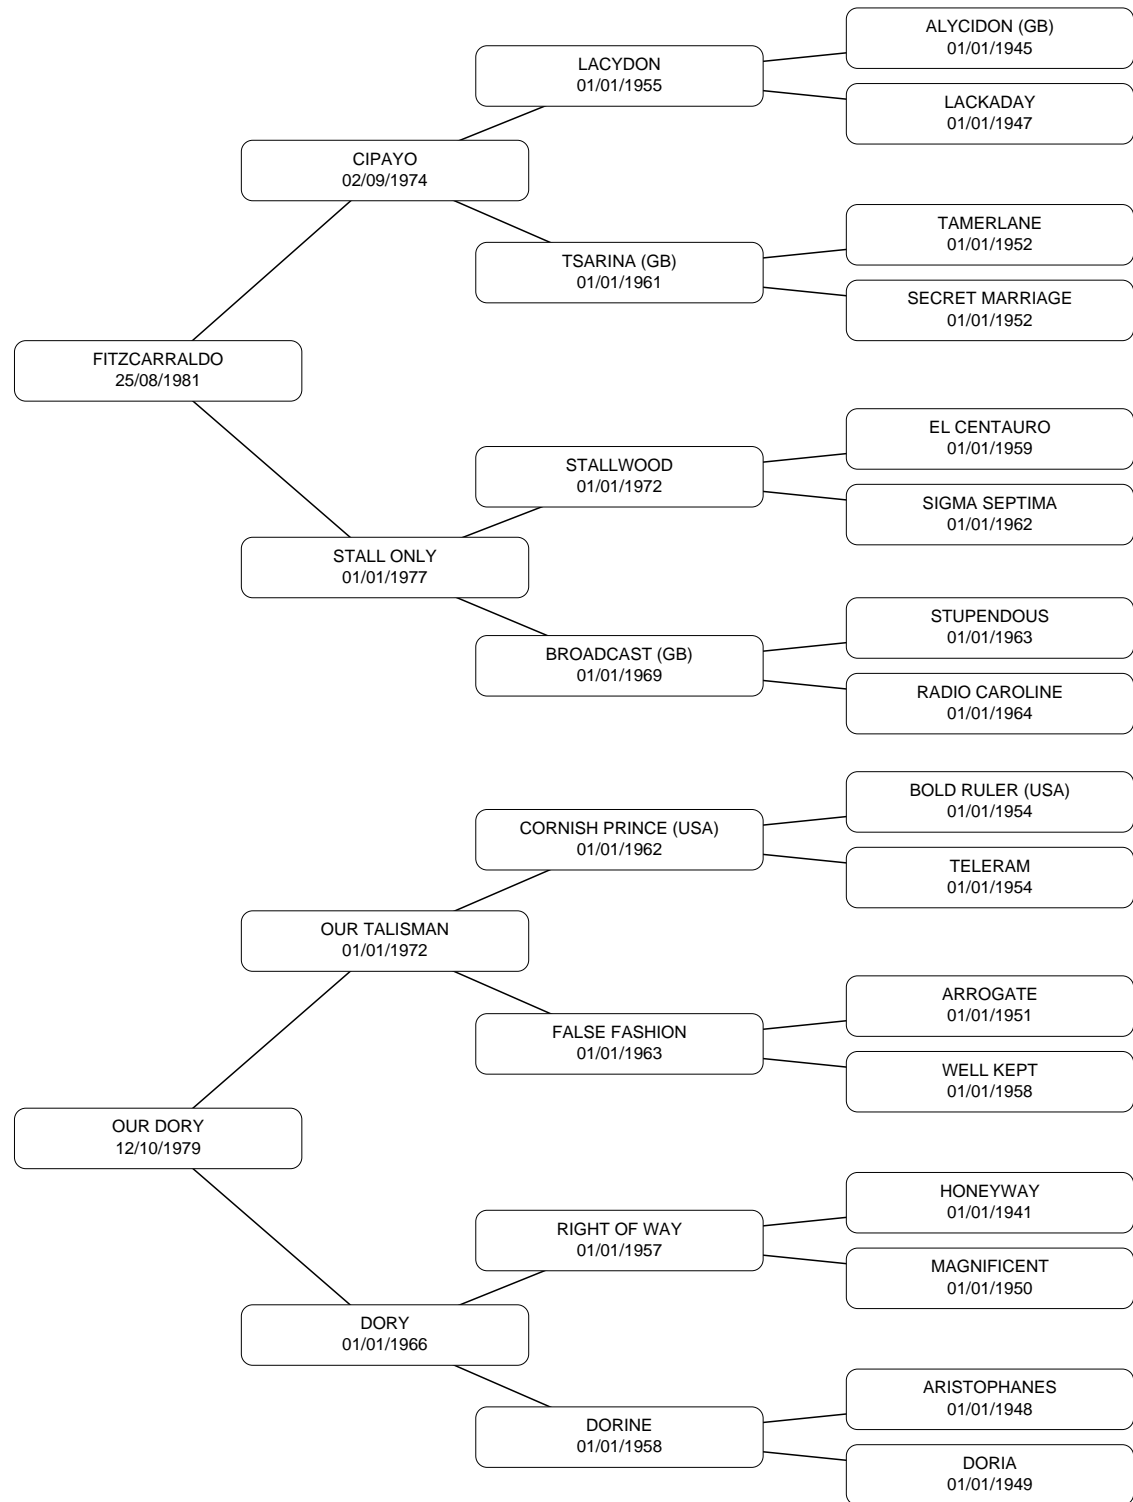 ALYCIDON (GB)
01/01/1945
LACYDON
01/01/1955
LACKADAY
01/01/1947
CIPAYO
02/09/1974
TAMERLANE
01/01/1952
TSARINA (GB)
01/01/1961
SECRET MARRIAGE
01/01/1952
FITZCARRALDO
25/08/1981
EL CENTAURO
01/01/1959
STALLWOOD
01/01/1972
SIGMA SEPTIMA
01/01/1962
STALL ONLY
01/01/1977
STUPENDOUS
01/01/1963
BROADCAST (GB)
01/01/1969
RADIO CAROLINE
01/01/1964
BOLD RULER (USA)
01/01/1954
CORNISH PRINCE (USA)
01/01/1962
TELERAM
01/01/1954
OUR TALISMAN
01/01/1972
ARROGATE
01/01/1951
FALSE FASHION
01/01/1963
WELL KEPT
01/01/1958
OUR DORY
12/10/1979
HONEYWAY
01/01/1941
RIGHT OF WAY
01/01/1957
MAGNIFICENT
01/01/1950
DORY
01/01/1966
ARISTOPHANES
01/01/1948
DORINE
01/01/1958
DORIA
01/01/1949